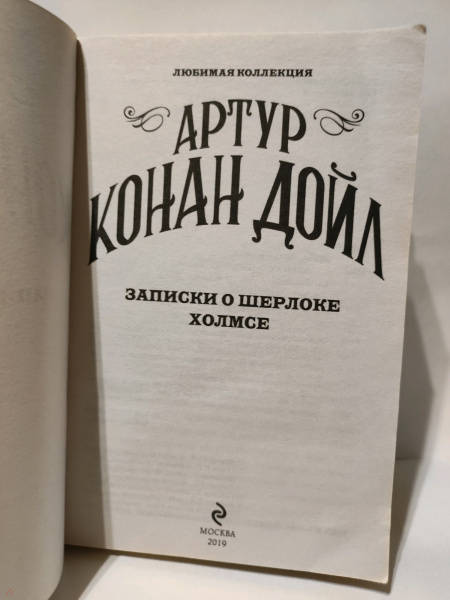 ЛЮБИМАЯ КОЛЛЕКЦИЯ
АРТУР
КОНАН ДОЙЛ
ЗАПИСКИ О ШЕРЛОКЕ
ХОЛМСЕ
МОСКВА
2019